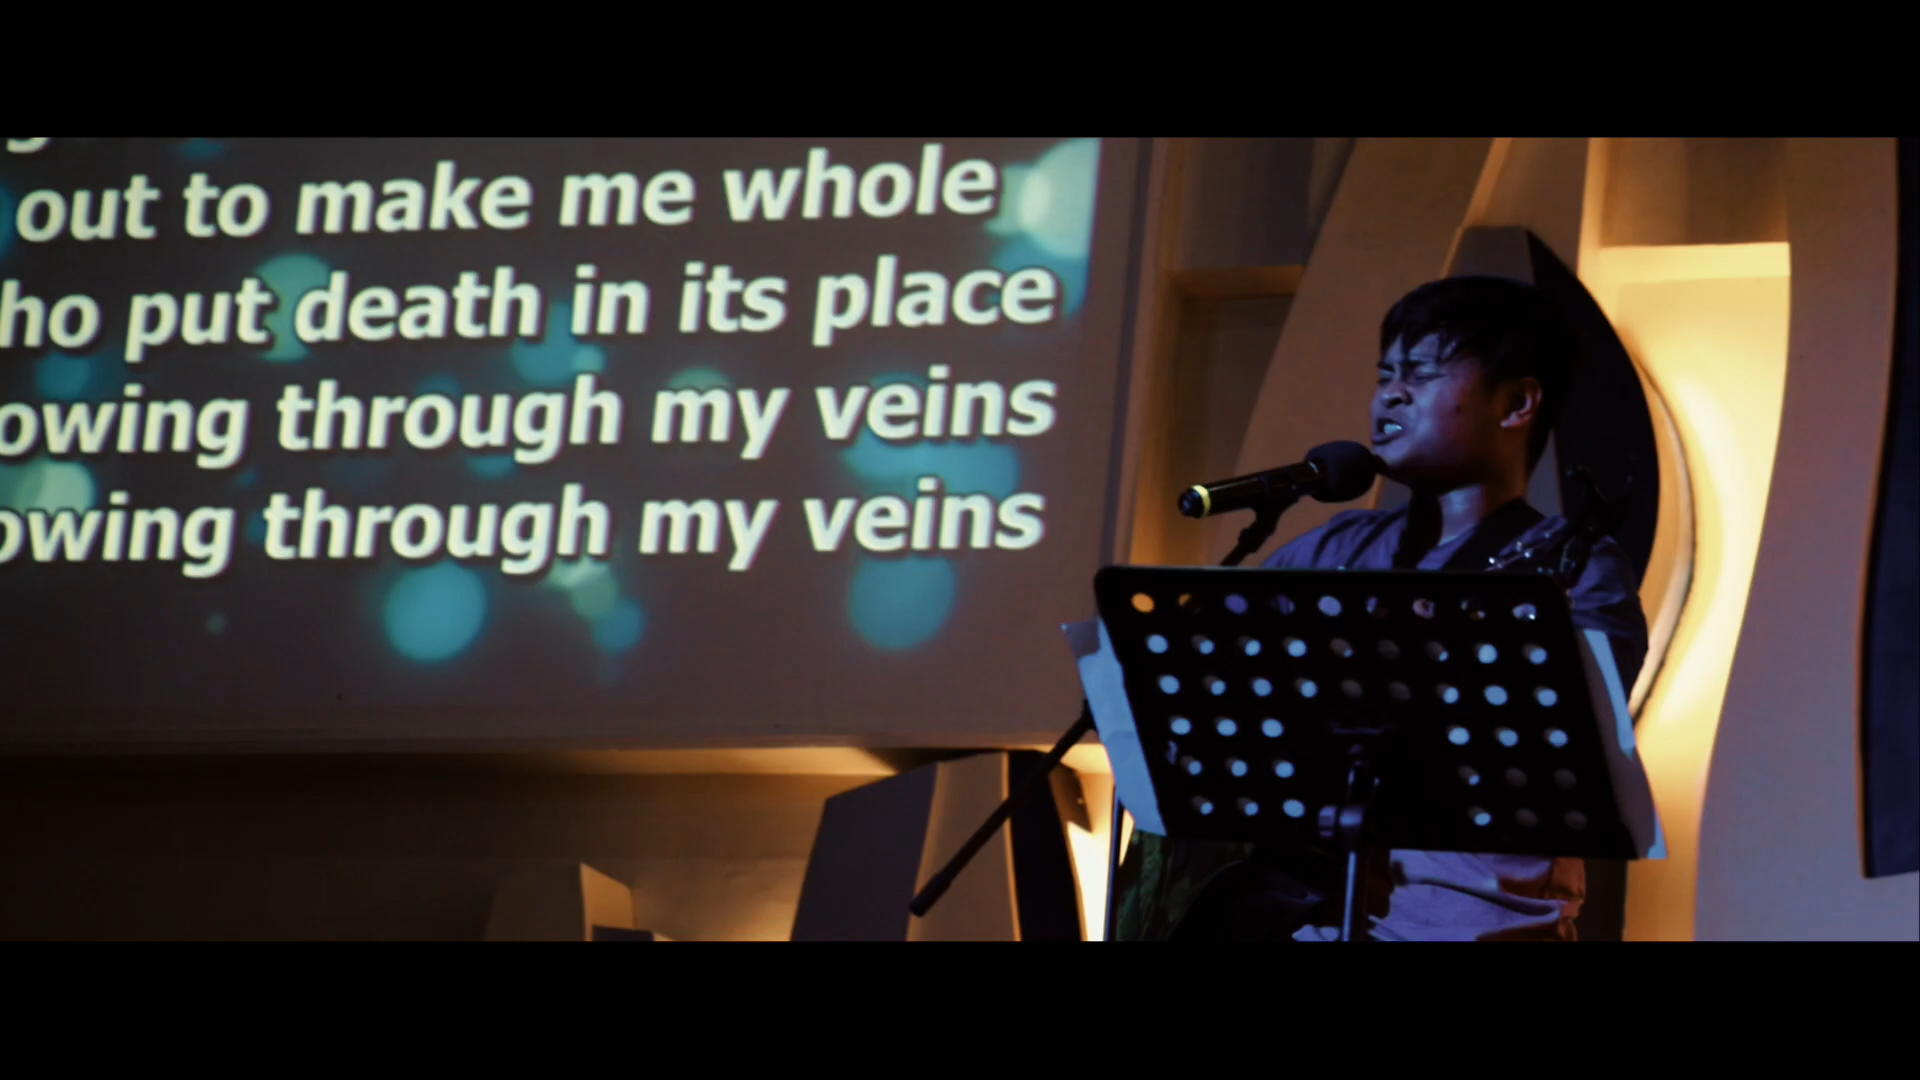 out to make me whole
ho put death in its place
owing through my veins
owing through my veins